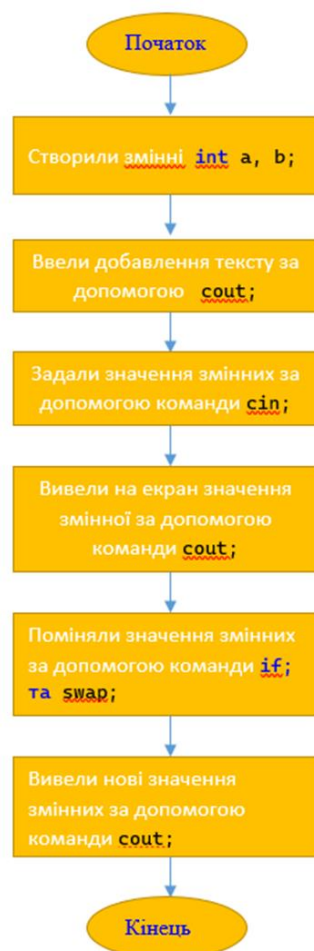 Початок
Створили змінні int a, b;
Ввели добавлення тексту за
допомогою cout;
Задали значення змінних за
допомогою команди cin;
Вивели на екран значення
змінної за допомогою
команди cout;
Поміняли значення змінних
за допомогою команди if;
та swap;
Вивели нові значення
змінних за допомогою
команди cout;
Кінець